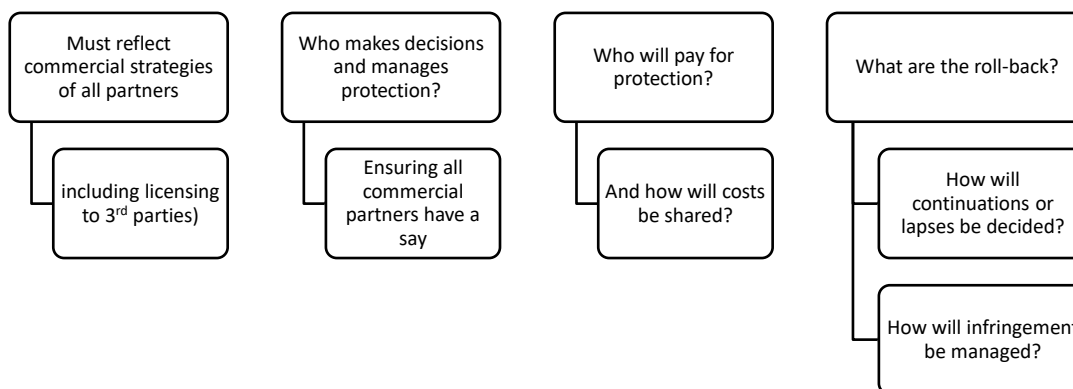 Must reflect
commercial strategies
of all partners
including licensing
to 3rd parties)
Who makes decisions
and manages
protection?
Ensuring all
commercial
partners have a
say
Who will pay for
protection?
And how will costs
be shared?
What are the roll-back?
How will
continuations or
lapses be decided?
How will infringement
be managed?